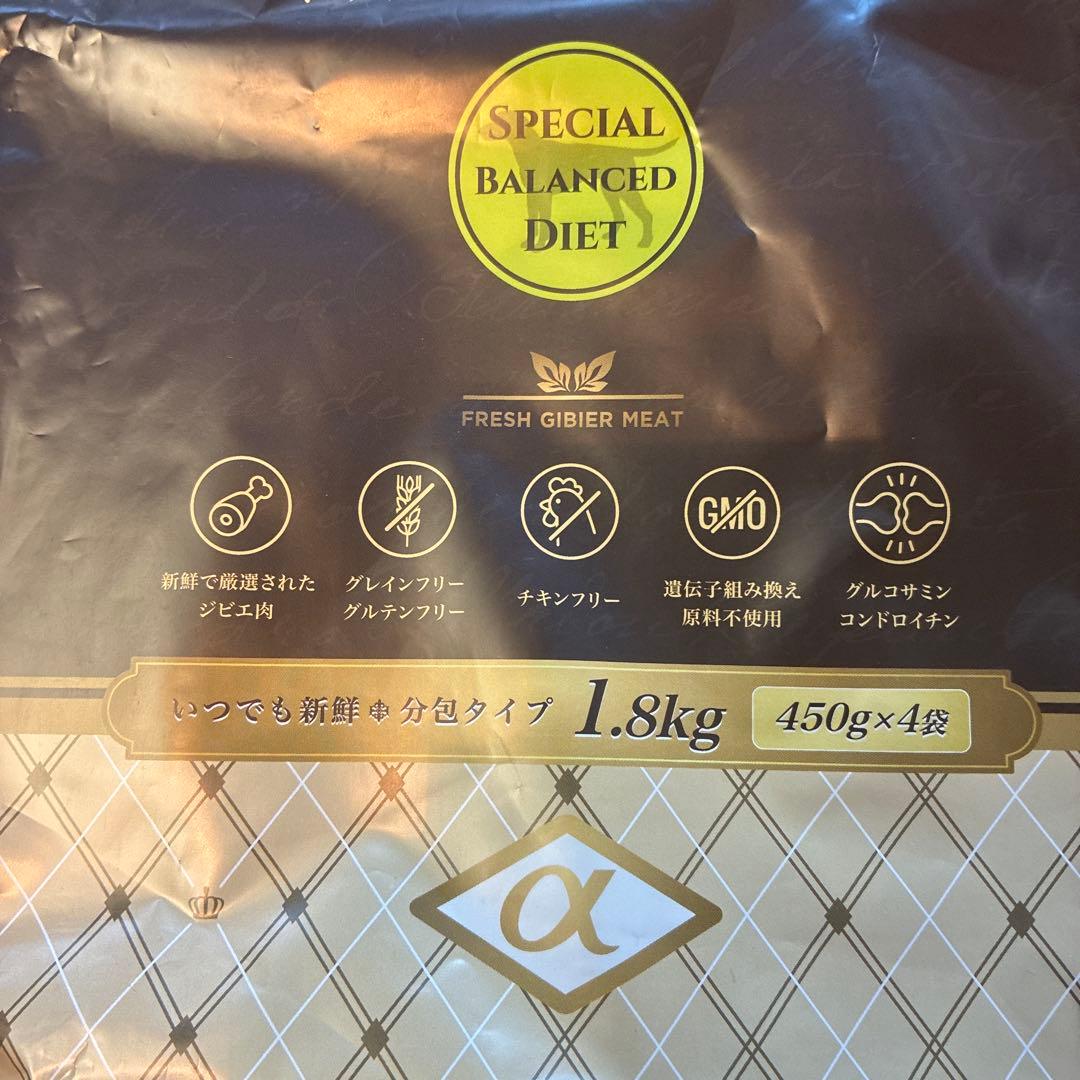 SPECIAL
BALANCED
DIET
FRESH GIBIER MEAT
GMO
新鮮で厳選された
ジビエ肉
グレインフリー
グルテンフリー
チキンフリー
遺伝子組み換え
原料不使用
グルコサミン
コンドロイチン
いつでも新鮮 分包タイプ 1.8kg 450g×4袋
α